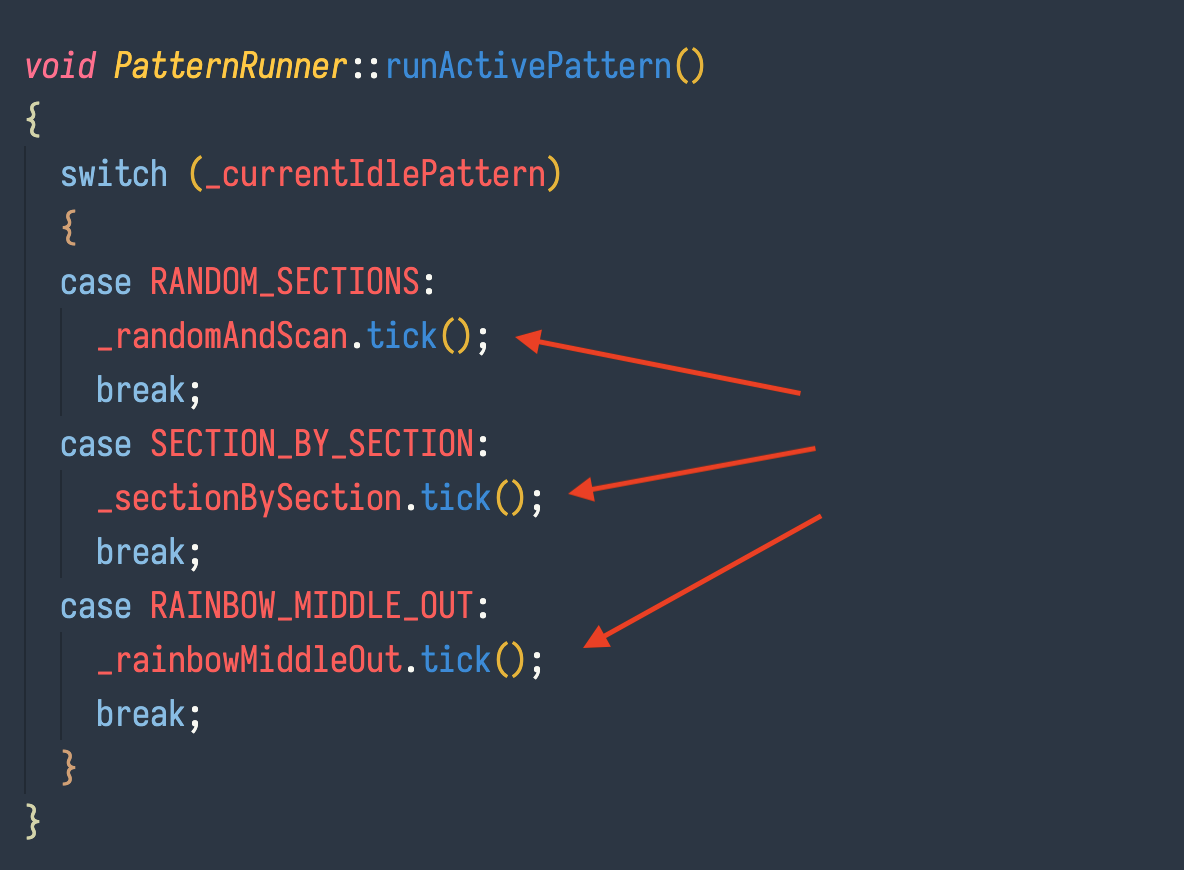 void PatternRunner::runActivePattern()
{
switch (_currentIdlePattern)
{
case RANDOM_SECTIONS:
_randomAndScan.tick();
break;
case SECTION_BY_SECTION:
_sectionBySection.tick();
break;
case RAINBOW_MIDDLE_OUT:
_rainbowMiddleOut.tick();
break;
}
}